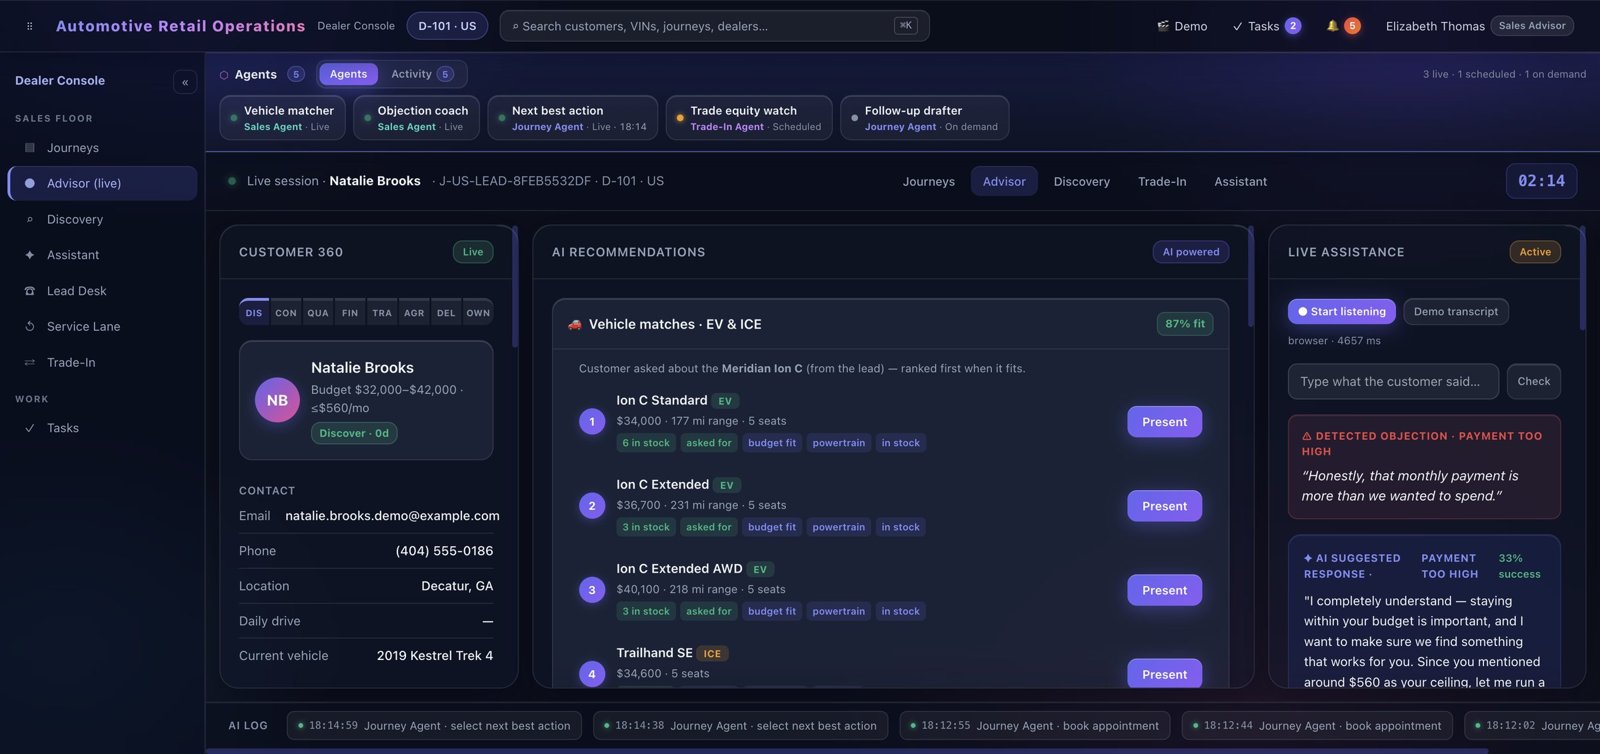 Automotive Retail Operations
Dealer Console
D-101 · US
Search customers, VINs, journeys, dealers...
⌘K
Demo
✓ Tasks 2
5
Elizabeth Thomas
Sales Advisor
Dealer Console
«
SALES FLOOR
Journeys
Advisor (live)
Discovery
Assistant
Lead Desk
Service Lane
Trade-In
WORK
✓ Tasks
Agents 5
Agents
Activity 5
3 live · 1 scheduled · 1 on demand
Vehicle matcher
Sales Agent · Live
Objection coach
Sales Agent · Live
Next best action
Journey Agent · Live · 18:14
Trade equity watch
Trade-In Agent · Scheduled
Follow-up drafter
Journey Agent · On demand
Live session · Natalie Brooks · J-US-LEAD-8FEB5532DF · D-101 · US
Journeys
Advisor
Discovery
Trade-In
Assistant
02:14
CUSTOMER 360
Live
DIS CON QUA FIN TRA AGR DEL OWN
NB
Natalie Brooks
Budget $32,000–$42,000 ·
≤$560/mo
Discover · 0d
CONTACT
Email natalie.brooks.demo@example.com
Phone (404) 555-0186
Location Decatur, GA
Daily drive —
Current vehicle 2019 Kestrel Trek 4
AI RECOMMENDATIONS
AI powered
Vehicle matches · EV & ICE
87% fit
Customer asked about the Meridian Ion C (from the lead) — ranked first when it fits.
1
Ion C Standard EV
$34,000 · 177 mi range · 5 seats
6 in stock asked for budget fit powertrain in stock
Present
2
Ion C Extended EV
$36,700 · 231 mi range · 5 seats
3 in stock asked for budget fit powertrain in stock
Present
3
Ion C Extended AWD EV
$40,100 · 218 mi range · 5 seats
3 in stock asked for budget fit powertrain in stock
Present
4
Trailhand SE ICE
$34,600 · 5 seats
Present
LIVE ASSISTANCE
Active
Start listening
Demo transcript
browser · 4657 ms
Type what the customer said...
Check
⚠ DETECTED OBJECTION · PAYMENT TOO
HIGH
“Honestly, that monthly payment is
more than we wanted to spend.”
✦ AI SUGGESTED PAYMENT 33%
RESPONSE · TOO HIGH success
"I completely understand — staying
within your budget is important, and I
want to make sure we find something
that works for you. Since you mentioned
around $560 as your ceiling, let me run a
AI LOG
18:14:59 Journey Agent · select next best action
18:14:38 Journey Agent · select next best action
18:12:55 Journey Agent · book appointment
18:12:44 Journey Agent · book appointment
18:12:02 Journey Ag